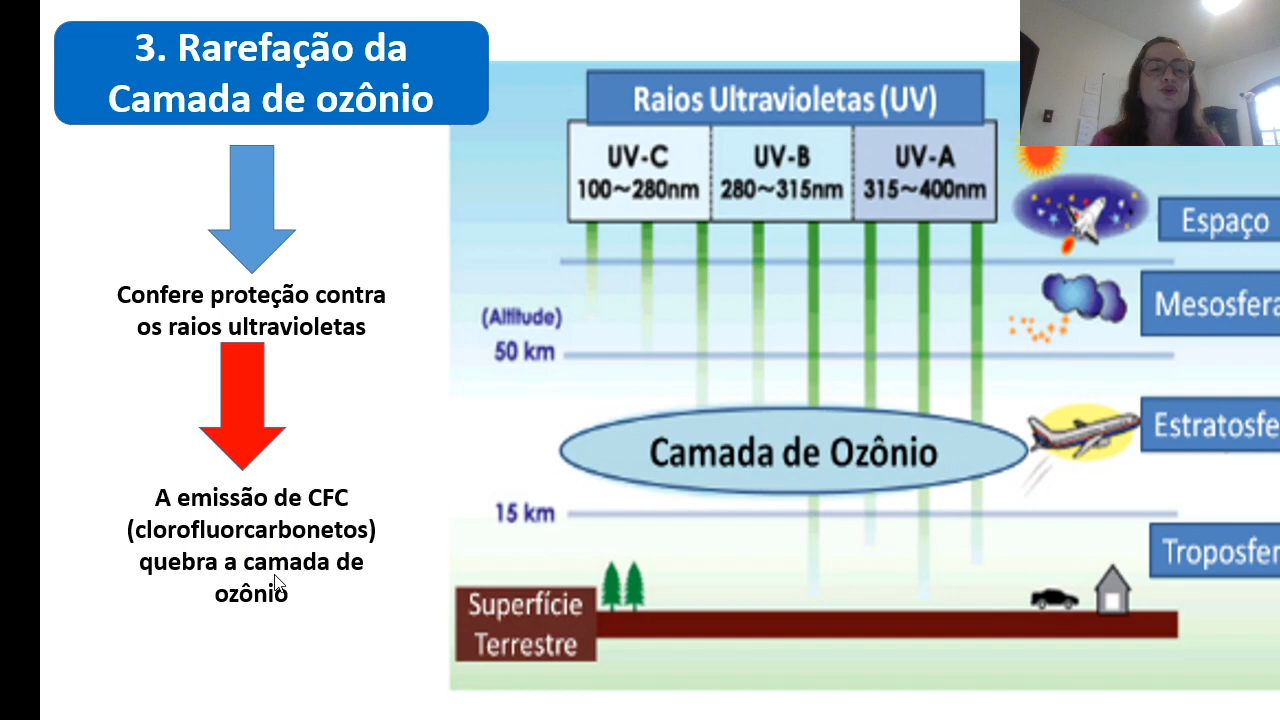 3. Rarefação da
Camada de ozônio
Confere proteção contra
os raios ultravioletas
A emissão de CFC
(clorofluorcarbonetos)
quebra a camada de
ozônio
Raios Ultravioletas (UV)
UV-C
100~280nm
UV-B
280~315nm
UV-A
315~400nm
Espaço
(Altitude)
Mesosfera
50 km
Estratosfe
Camada de Ozônio
15 km
Troposfer
Superfície
Terrestre